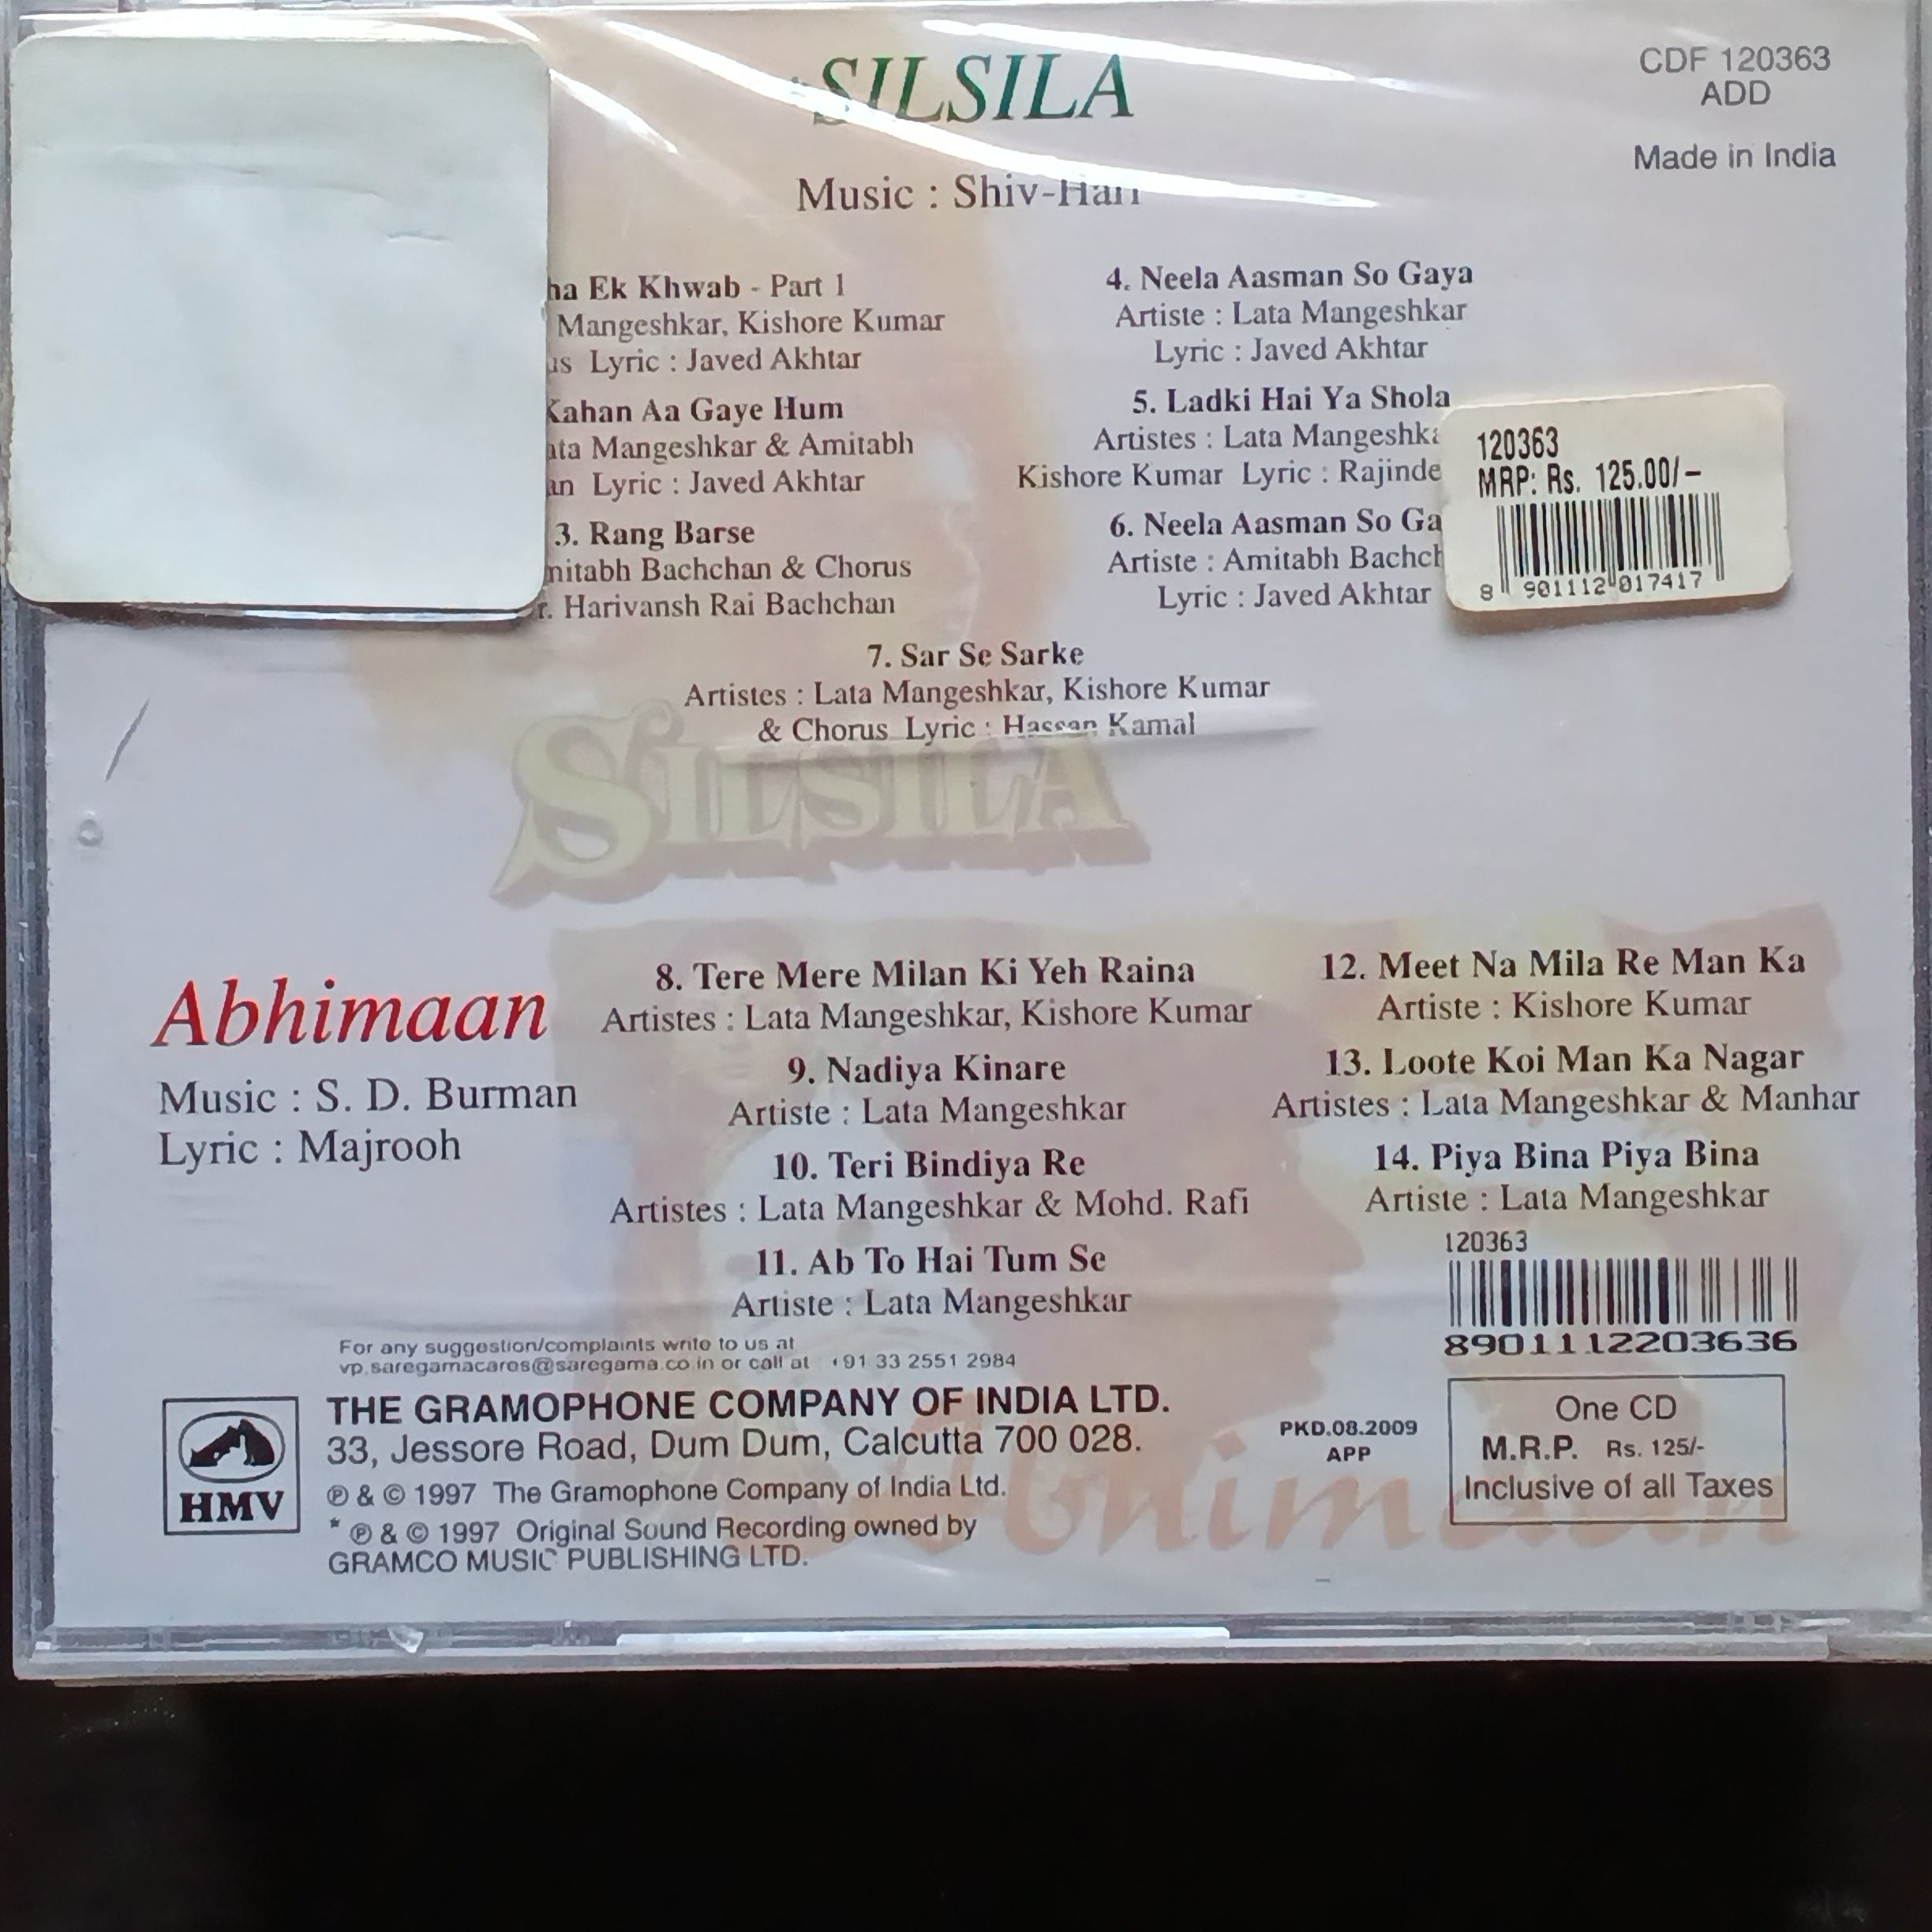 SILSILA
CDF 120363
ADD
Made in India
Music : Shiv-Hari
Ek Khwab - Part 1
Mangeshkar, Kishore Kumar
Lyric : Javed Akhtar
Kahan Aa Gaye Hum
Mangeshkar & Amitabh
Lyric : Javed Akhtar
3. Rang Barse
Bachchan & Chorus
Harivansh Rai Bachchan
4. Neela Aasman So Gaya
Artiste : Lata Mangeshkar
Lyric : Javed Akhtar
5. Ladki Hai Ya Shola
Artistes : Lata
Kishore Kumar Lyric :
6. Neela Aasman So
Artiste : Amitabh
Lyric : Javed Akhtar
120363
MRP: Rs. 125.00/-
8 901112 017417
7. Sar Se Sarke
Artistes : Lata Mangeshkar, Kishore Kumar
& Chorus Lyric : Hassan Kamal
SILSILA
Abhimaan
Music : S. D. Burman
Lyric : Majrooh
8. Tere Mere Milan Ki Yeh Raina
Artistes : Lata Mangeshkar, Kishore Kumar
9. Nadiya Kinare
Artiste : Lata Mangeshkar
10. Teri Bindiya Re
Artistes : Lata Mangeshkar & Mohd. Rafi
11. Ab To Hai Tum Se
Artiste : Lata Mangeshkar
12. Meet Na Mila Re Man Ka
Artiste : Kishore Kumar
13. Loote Koi Man Ka Nagar
Artistes : Lata Mangeshkar & Manhar
14. Piya Bina Piya Bina
Artiste : Lata Mangeshkar
120363
8901112203636
For any suggestion/complaints write to us at
vp.saregamacares@saregama.co.in or call at +91 33 2551 2984
HMV
THE GRAMOPHONE COMPANY OF INDIA LTD.
33, Jessore Road, Dum Dum, Calcutta 700 028.
℗ & © 1997 The Gramophone Company of India Ltd.
* ℗ & © 1997 Original Sound Recording owned by
GRAMCO MUSIC PUBLISHING LTD.
PKD.08.2009
APP
One CD
M.R.P. Rs. 125/-
Inclusive of all Taxes
Abhimaan